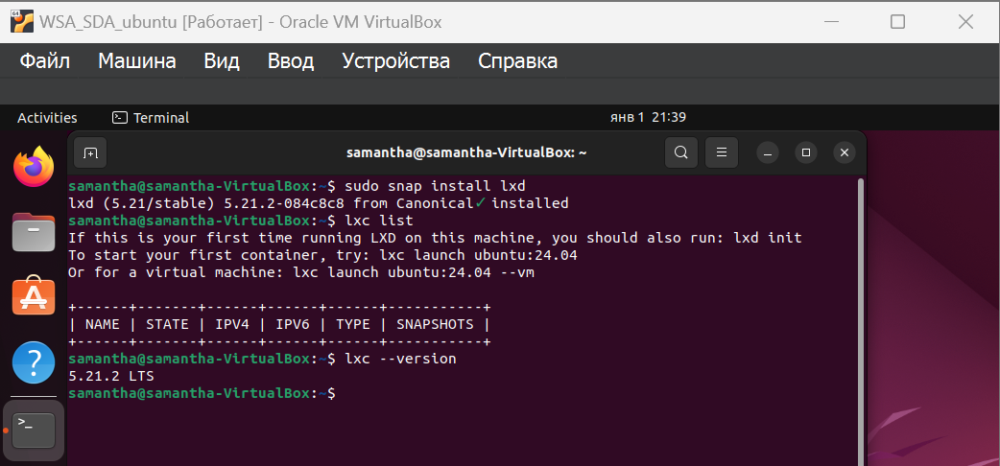 WSA_SDA_ubuntu [Работает] - Oracle VM VirtualBox
Файл Машина Вид Ввод Устройства Справка
Activities Terminal янв 1 21:39
samantha@samantha-VirtualBox: ~
samantha@samantha-VirtualBox:~$ sudo snap install lxd
lxd (5.21/stable) 5.21.2-084c8c8 from Canonical✓ installed
samantha@samantha-VirtualBox:~$ lxc list
If this is your first time running LXD on this machine, you should also run: lxd init
To start your first container, try: lxc launch ubuntu:24.04
Or for a virtual machine: lxc launch ubuntu:24.04 --vm
+------+-------+------+------+------+-----------+
| NAME | STATE | IPV4 | IPV6 | TYPE | SNAPSHOTS |
+------+-------+------+------+------+-----------+
samantha@samantha-VirtualBox:~$ lxc --version
5.21.2 LTS
samantha@samantha-VirtualBox:~$